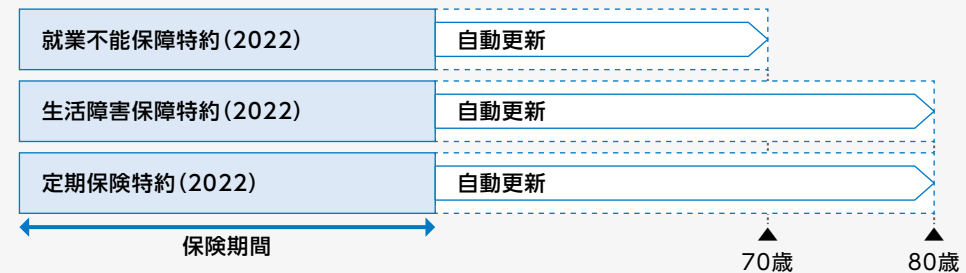 就業不能保障特約(2022) 自動更新
生活障害保障特約(2022) 自動更新
定期保険特約(2022) 自動更新
保険期間
70歳 80歳